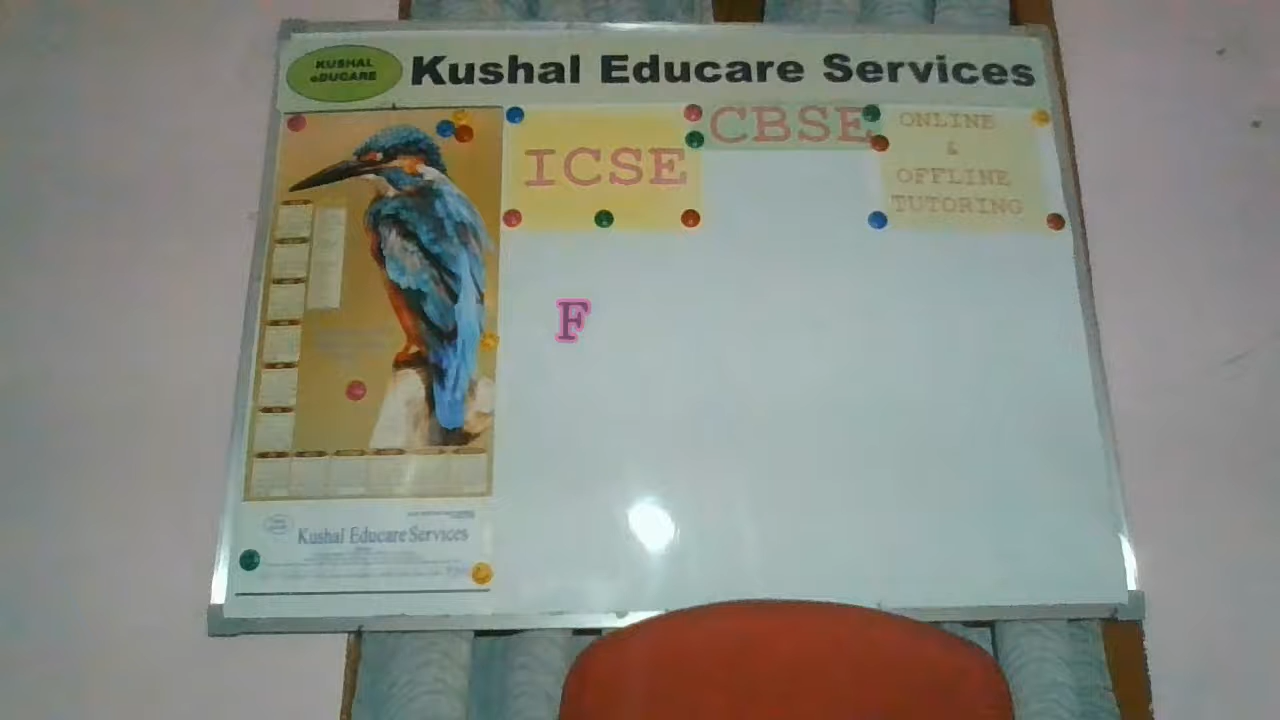 KUSHAL
eDUCARE
Kushal Educare Services
ICSE
CBSE
ONLINE
&
OFFLINE
TUTORING
F
Kushal Educare Services